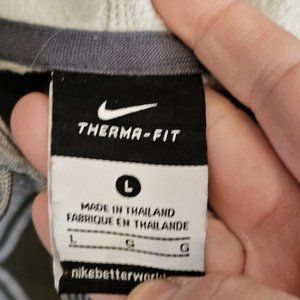 THERMA-FIT
L
MADE IN THAILAND
FABRIQUE EN THAILANDE
L G G
nikebetterworld